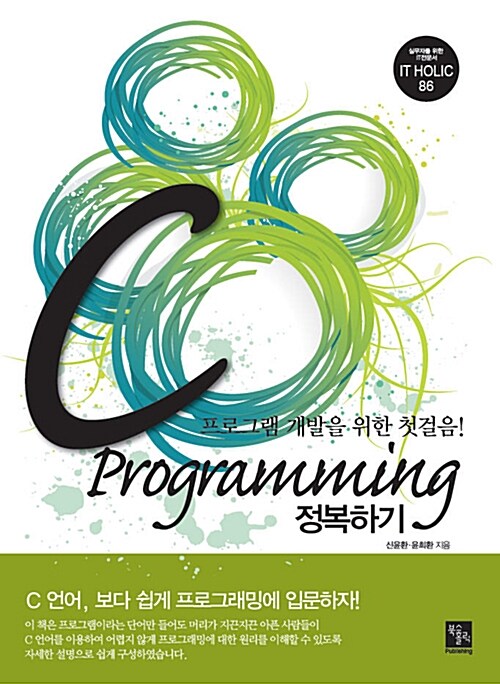 실무자를 위한
IT전문서
IT HOLIC
86
C
프로그램 개발을 위한 첫걸음!
Programming
정복하기
신윤환·윤희환 지음
C 언어, 보다 쉽게 프로그래밍에 입문하자!
이 책은 프로그램이라는 단어만 들어도 머리가 지끈지끈 아픈 사람들이
C 언어를 이용하여 어렵지 않게 프로그래밍에 대한 원리를 이해할 수 있도록
자세한 설명으로 쉽게 구성하였습니다.
북스홀릭
Publishing